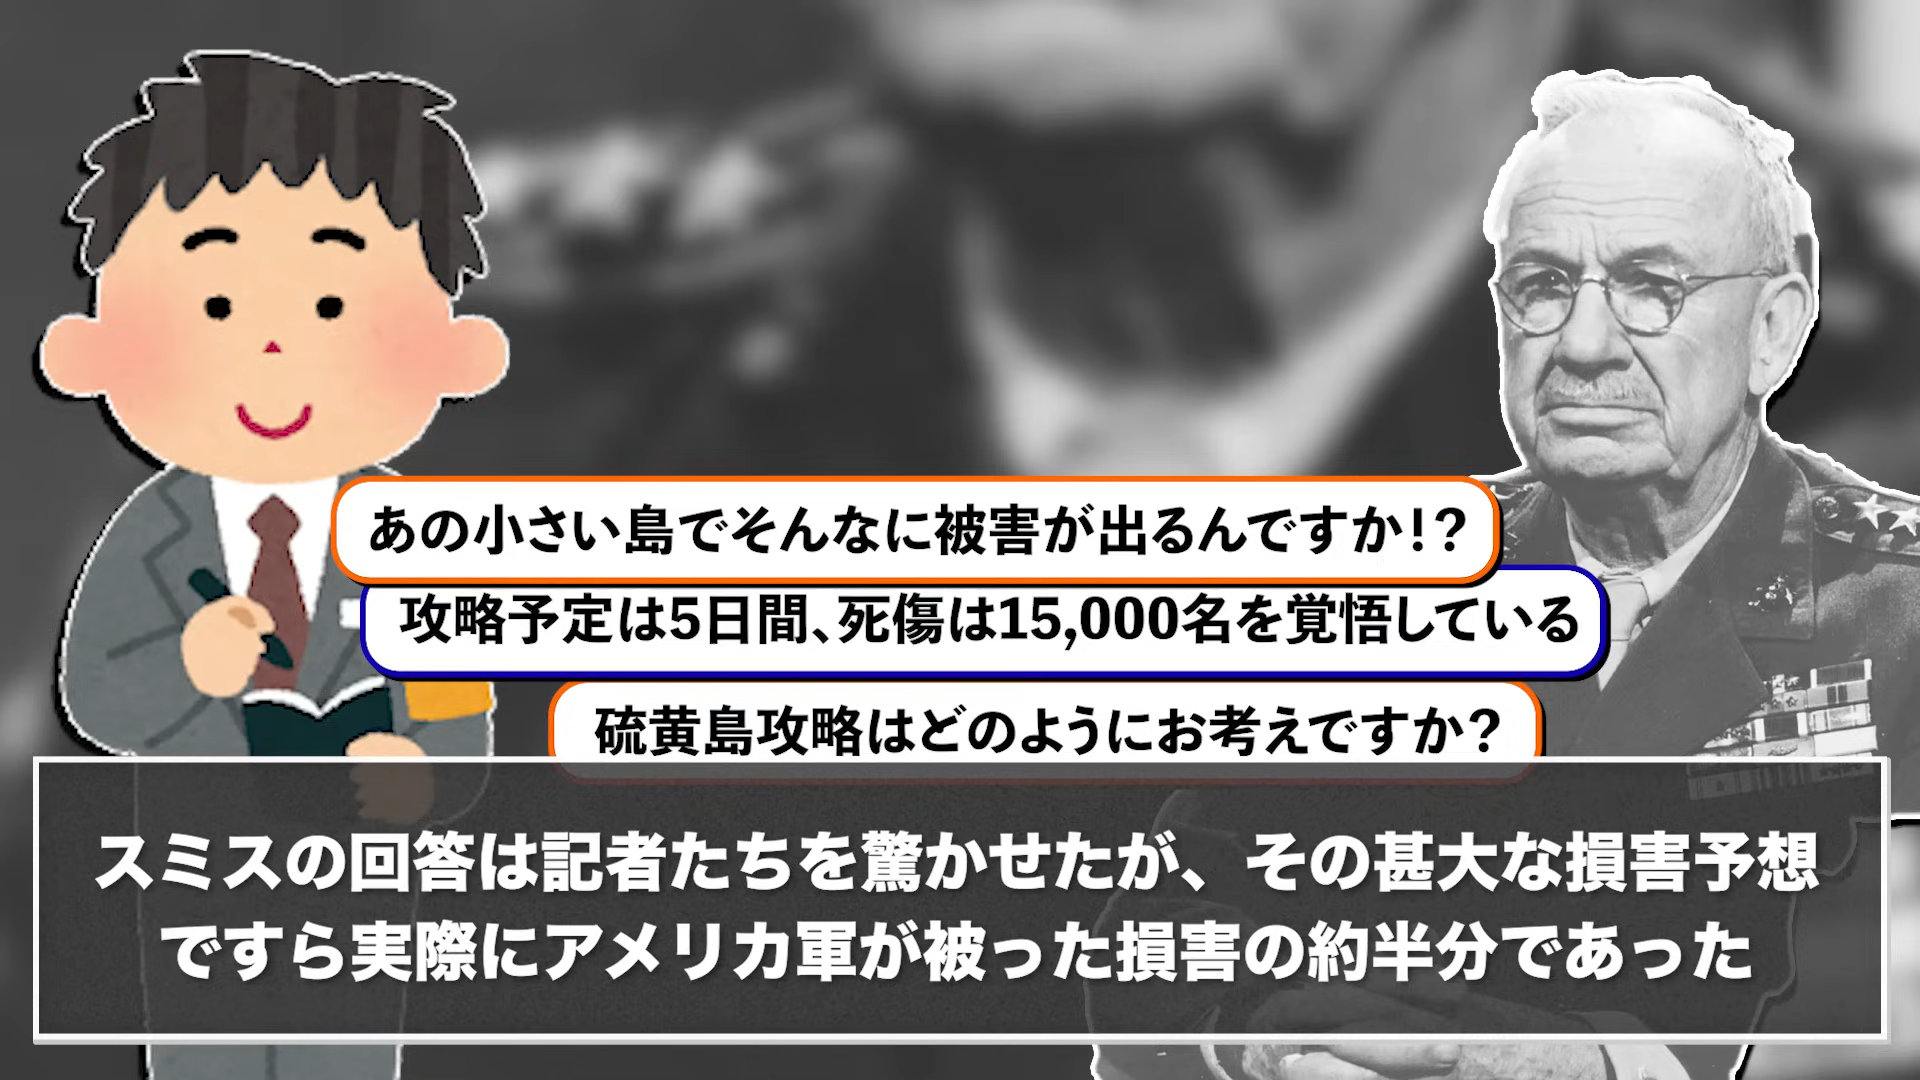 あの小さい島でそんなに被害が出るんですか!?
攻略予定は5日間、死傷は15,000名を覚悟している
硫黄島攻略はどのようにお考えですか?
スミスの回答は記者たちを驚かせたが、その甚大な損害予想
ですら実際にアメリカ軍が被った損害の約半分であった